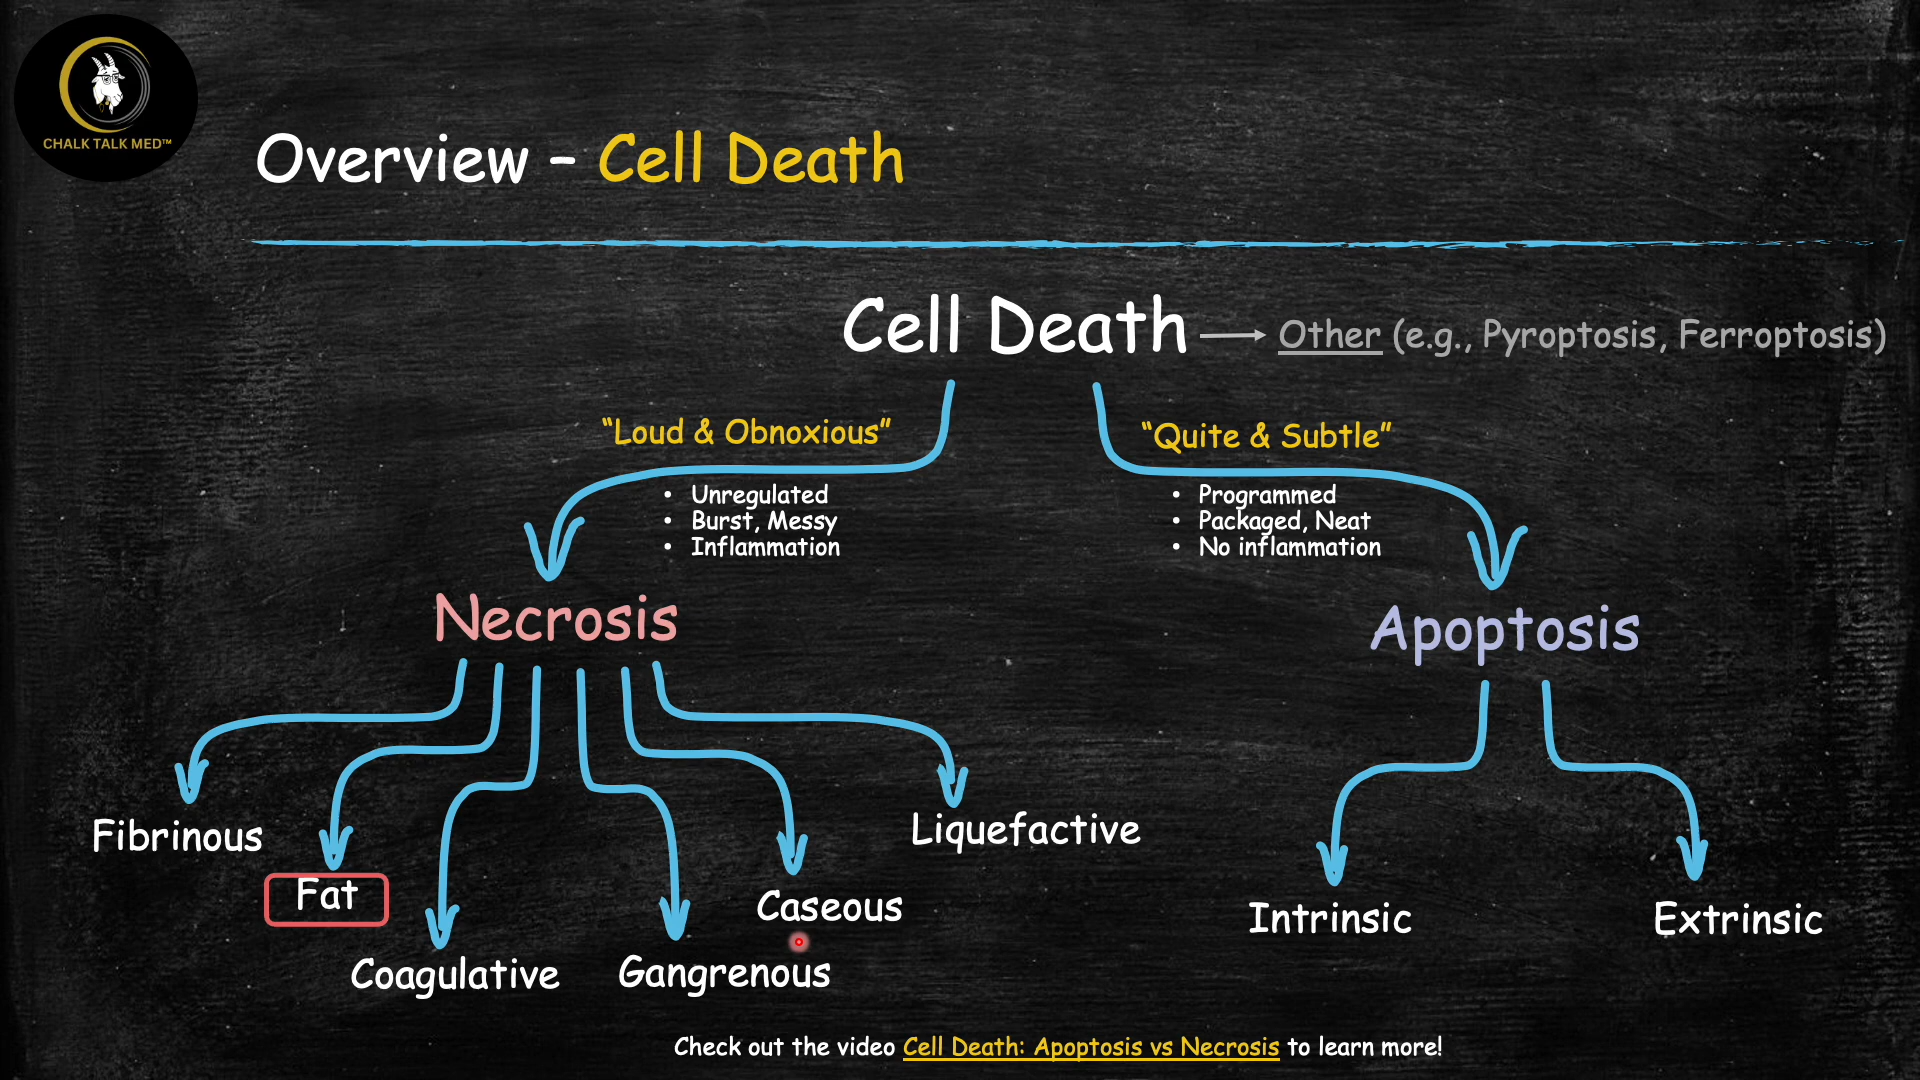 CHALK TALK MED™
Overview – Cell Death
Cell Death
Other (e.g., Pyroptosis, Ferroptosis)
“Loud & Obnoxious”
• Unregulated
• Burst, Messy
• Inflammation
“Quite & Subtle”
• Programmed
• Packaged, Neat
• No inflammation
Necrosis
Apoptosis
Fibrinous
Fat
Coagulative
Gangrenous
Caseous
Liquefactive
Intrinsic
Extrinsic
Check out the video Cell Death: Apoptosis vs Necrosis to learn more!